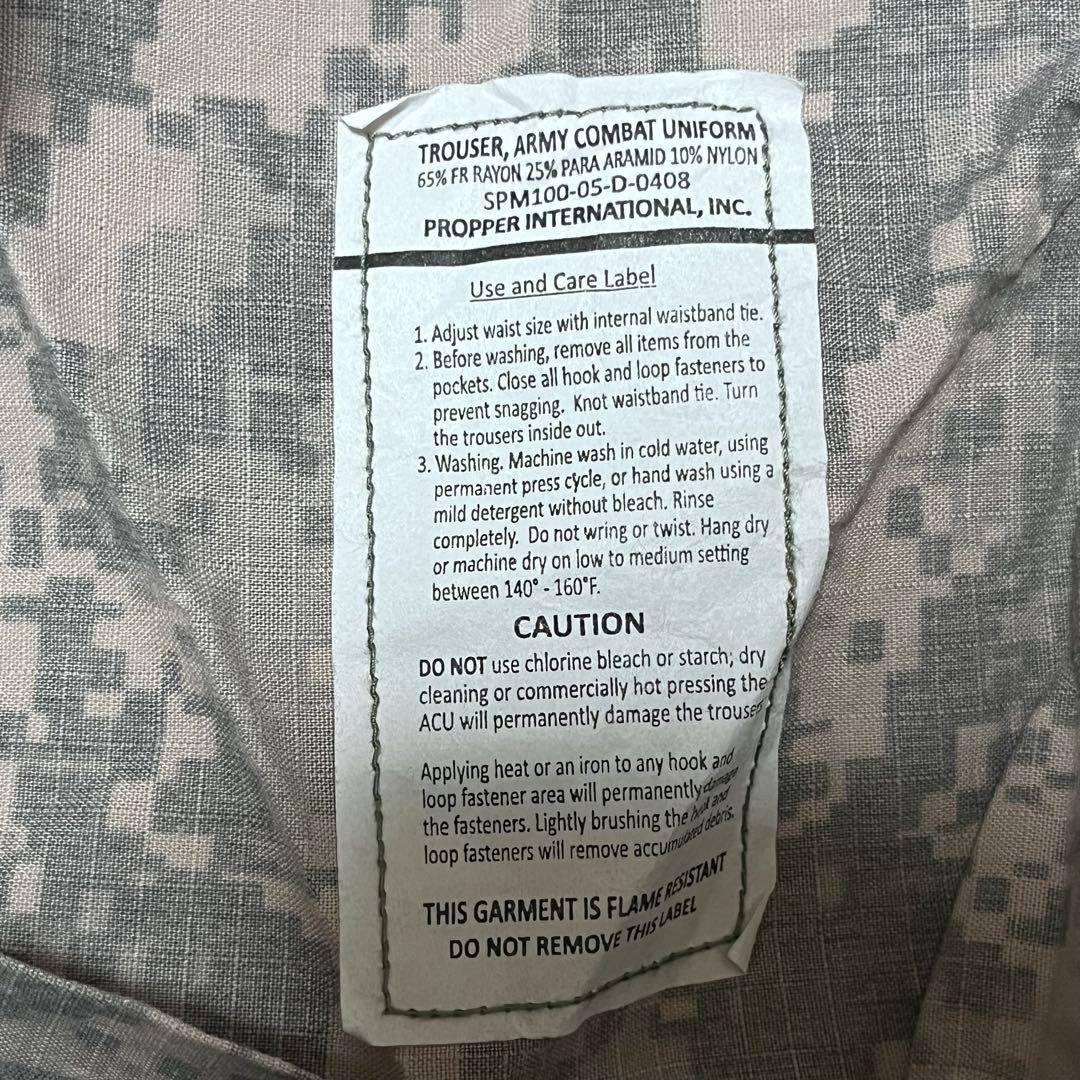 TROUSER, ARMY COMBAT UNIFORM
65% FR RAYON 25% PARA ARAMID 10% NYLON
SPM100-05-D-0408
PROPPER INTERNATIONAL, INC.
Use and Care Label
1. Adjust waist size with internal waistband tie.
2. Before washing, remove all items from the
pockets. Close all hook and loop fasteners to
prevent snagging. Knot waistband tie. Turn
the trousers inside out.
3. Washing. Machine wash in cold water, using
permanent press cycle, or hand wash using a
mild detergent without bleach. Rinse
completely. Do not wring or twist. Hang dry
or machine dry on low to medium setting
between 140° - 160°F.
CAUTION
DO NOT use chlorine bleach or starch; dry
cleaning or commercially hot pressing the
ACU will permanently damage the trouser
Applying heat or an iron to any hook and
loop fastener area will permanently damage
the fasteners. Lightly brushing the hook and
loop fasteners will remove accumulated debris.
THIS GARMENT IS FLAME RESISTANT
DO NOT REMOVE THIS LABEL